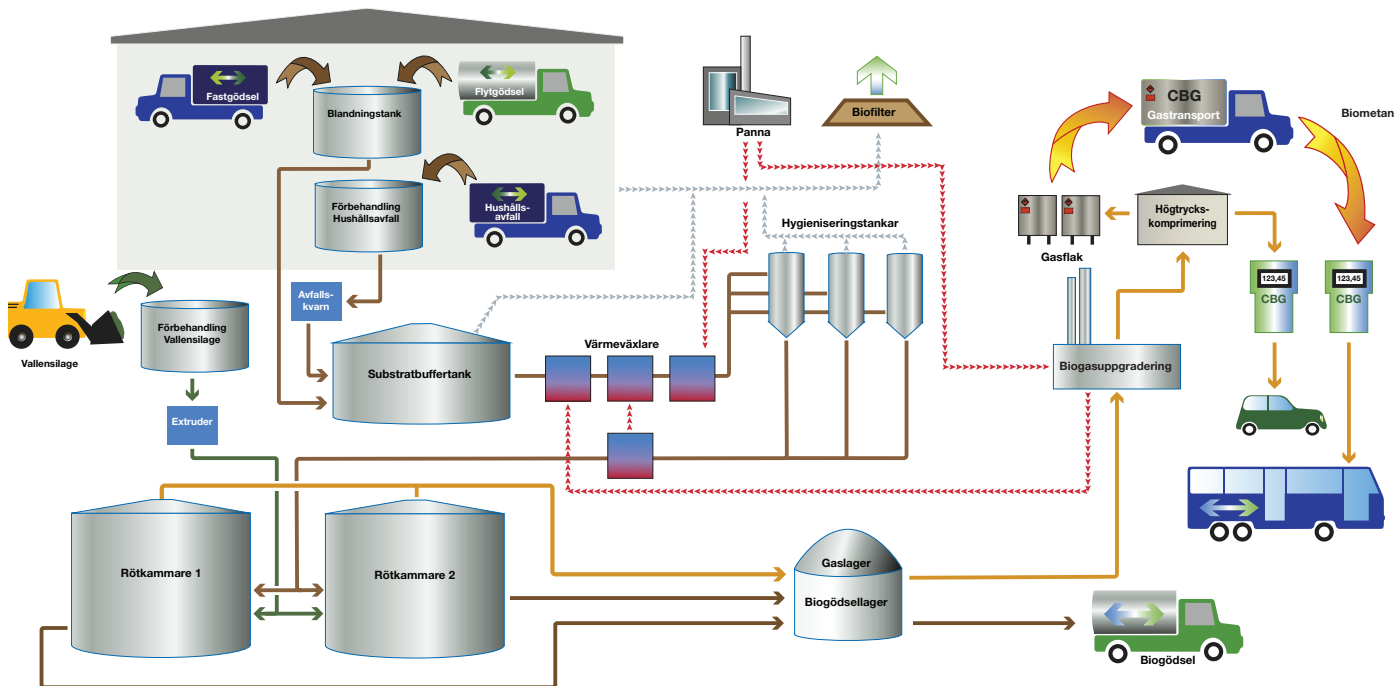 Fastgödsel
Flytgödsel
Blandningstank
Förbehandling
Hushållsavfall
Hushålls-
avfall
Panna
Biofilter
CBG
Gastransport
Biometan
Hygieniseringstankar
Gasflak
Högtrycks-
komprimering
123,45
CBG
123,45
CBG
Vallensilage
Förbehandling
Vallensilage
Avfalls-
kvarn
Substratbuffertank
Värmeväxlare
Biogasuppgradering
Extruder
Rötkammare 1
Rötkammare 2
Gaslager
Biogödsellager
Biogödsel